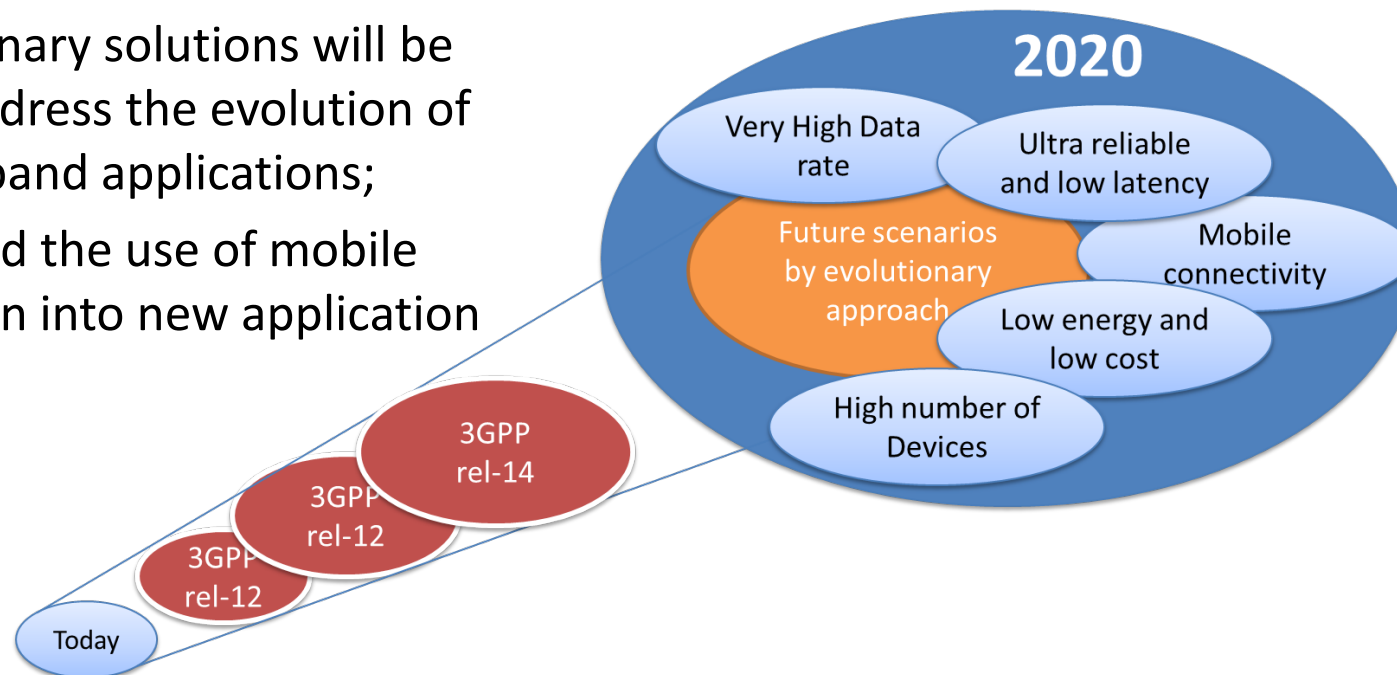 nary solutions will be
dress the evolution of
band applications;
d the use of mobile
n into new application
2020
Very High Data
rate
Ultra reliable
and low latency
Future scenarios
by evolutionary
approach
Mobile
connectivity
Low energy and
low cost
High number of
Devices
3GPP
rel-14
3GPP
rel-12
3GPP
rel-12
Today